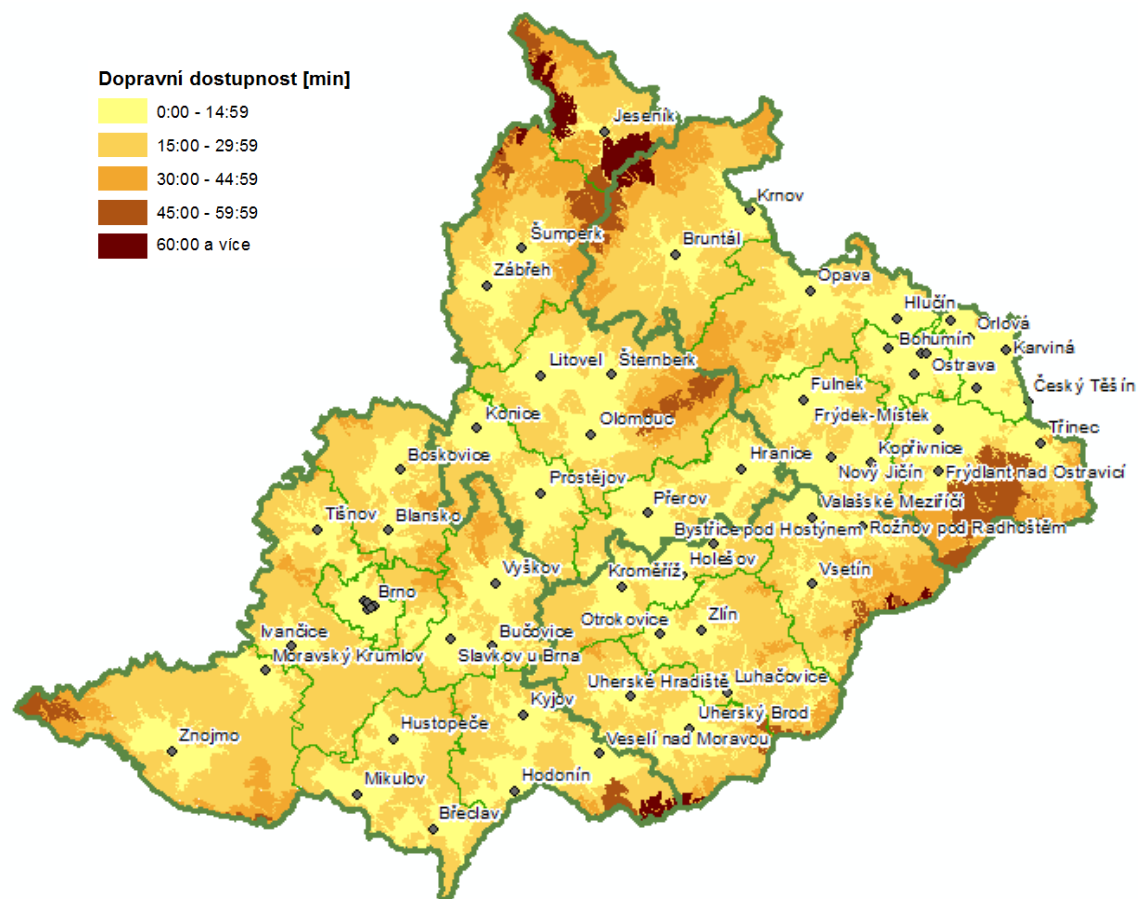 Dopravní dostupnost [min]
0:00 - 14:59
15:00 - 29:59
30:00 - 44:59
45:00 - 59:59
60:00 a více
Jeseník
Krnov
Šumperk
Bruntál
Zábřeh
Opava
Hlučín
Orlová
Bohumín
Karviná
Litovel
Šternberk
Ostrava
Fulnek
Český Těšín
Konice
Olomouc
Frýdek-Místek
Třinec
Boskovice
Hranice
Kopřivnice
Nový Jičín
Frýdlant nad Ostravicí
Prostějov
Přerov
Valašské Meziříčí
Tišnov
Blansko
Bystřice pod Hostýnem
Rožnov pod Radhoštěm
Holešov
Vyškov
Kroměříž
Vsetín
Brno
Otrokovice
Zlín
Ivančice
Bučovice
Moravský Krumlov
Slavkov u Brna
Uherské Hradiště
Luhačovice
Kyjov
Uherský Brod
Znojmo
Hustopeče
Veselí nad Moravou
Mikulov
Hodonín
Břeclav